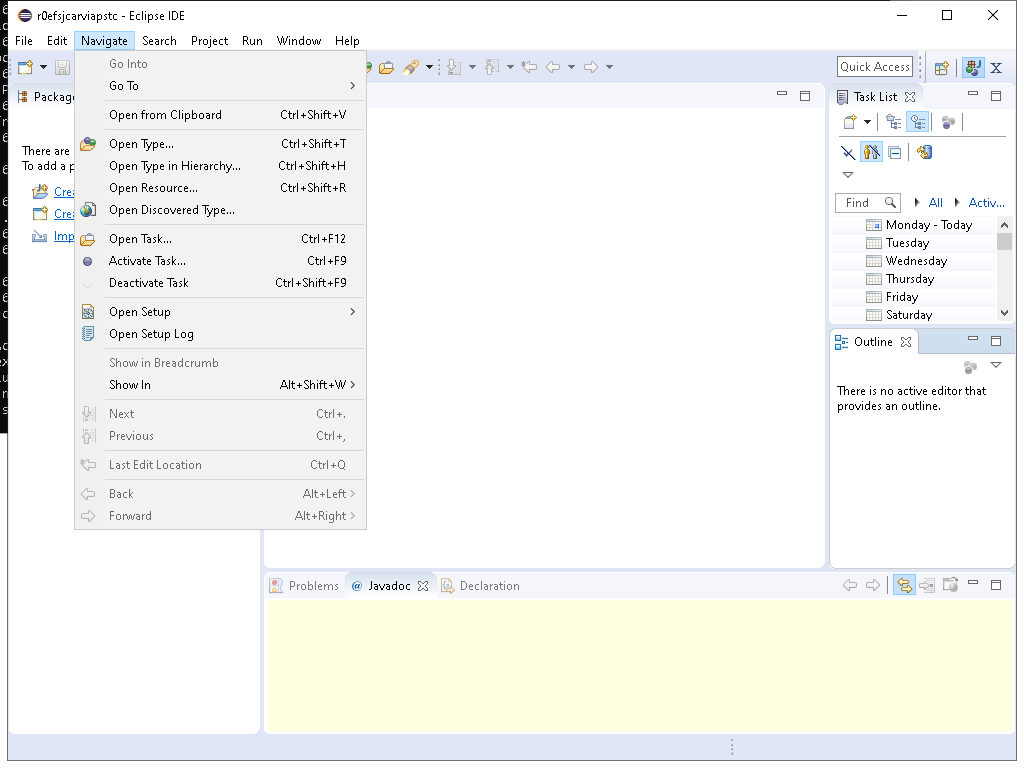 r0efsjcarviapstc - Eclipse IDE
File Edit Navigate Search Project Run Window Help
Quick Access
Go Into
Go To
Open from Clipboard Ctrl+Shift+V
Open Type... Ctrl+Shift+T
Open Type in Hierarchy... Ctrl+Shift+H
Open Resource... Ctrl+Shift+R
Open Discovered Type...
Open Task... Ctrl+F12
Activate Task... Ctrl+F9
Deactivate Task Ctrl+Shift+F9
Open Setup
Open Setup Log
Show in Breadcrumb
Show In Alt+Shift+W
Next Ctrl+.
Previous Ctrl+,
Last Edit Location Ctrl+Q
Back Alt+Left
Forward Alt+Right
Packag
There are
To add a p
Crea
Crea
Imp
Task List
Find All Activ...
Monday - Today
Tuesday
Wednesday
Thursday
Friday
Saturday
Outline
There is no active editor that
provides an outline.
Problems @ Javadoc Declaration